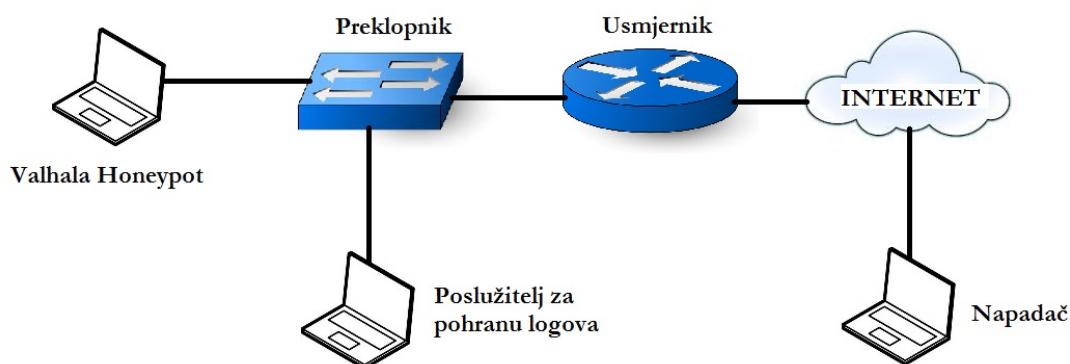 Preklopnik
Usmjernik
INTERNET
Valhala Honeypot
Poslužitelj za
pohranu logova
Napadač